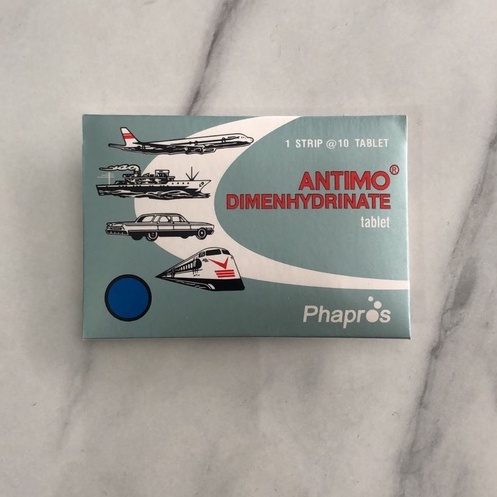 1 STRIP @ 10 TABLET
ANTIMO®
DIMENHYDRINATE
tablet
Phapros